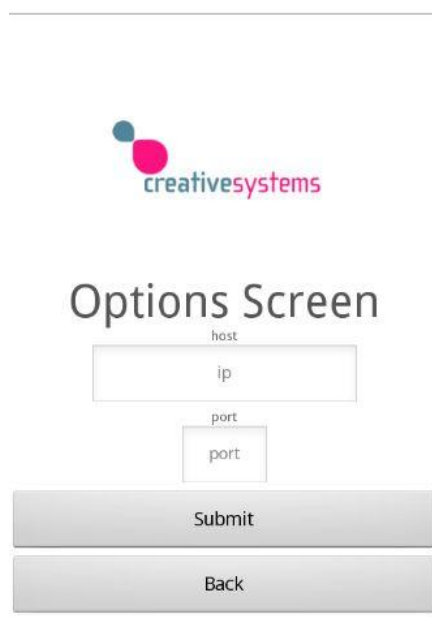 creativesystems
Options Screen
host
ip
port
port
Submit
Back